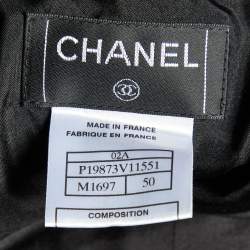 CHANEL
MADE IN FRANCE
FABRIQUE EN FRANCE
02A
P19873V11551
M1697 50
COMPOSITION